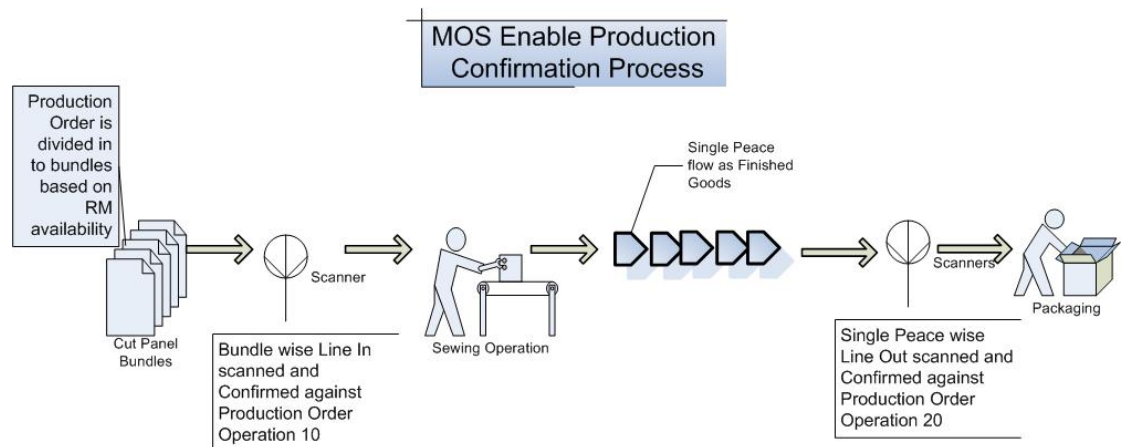 MOS Enable Production
Confirmation Process
Production
Order is
divided in
to bundles
based on
RM
availability
Cut Panel
Bundles
Scanner
Bundle wise Line In
scanned and
Confirmed against
Production Order
Operation 10
Sewing Operation
Single Peace
flow as Finished
Goods
Scanners
Single Peace wise
Line Out scanned and
Confirmed against
Production Order
Operation 20
Packaging